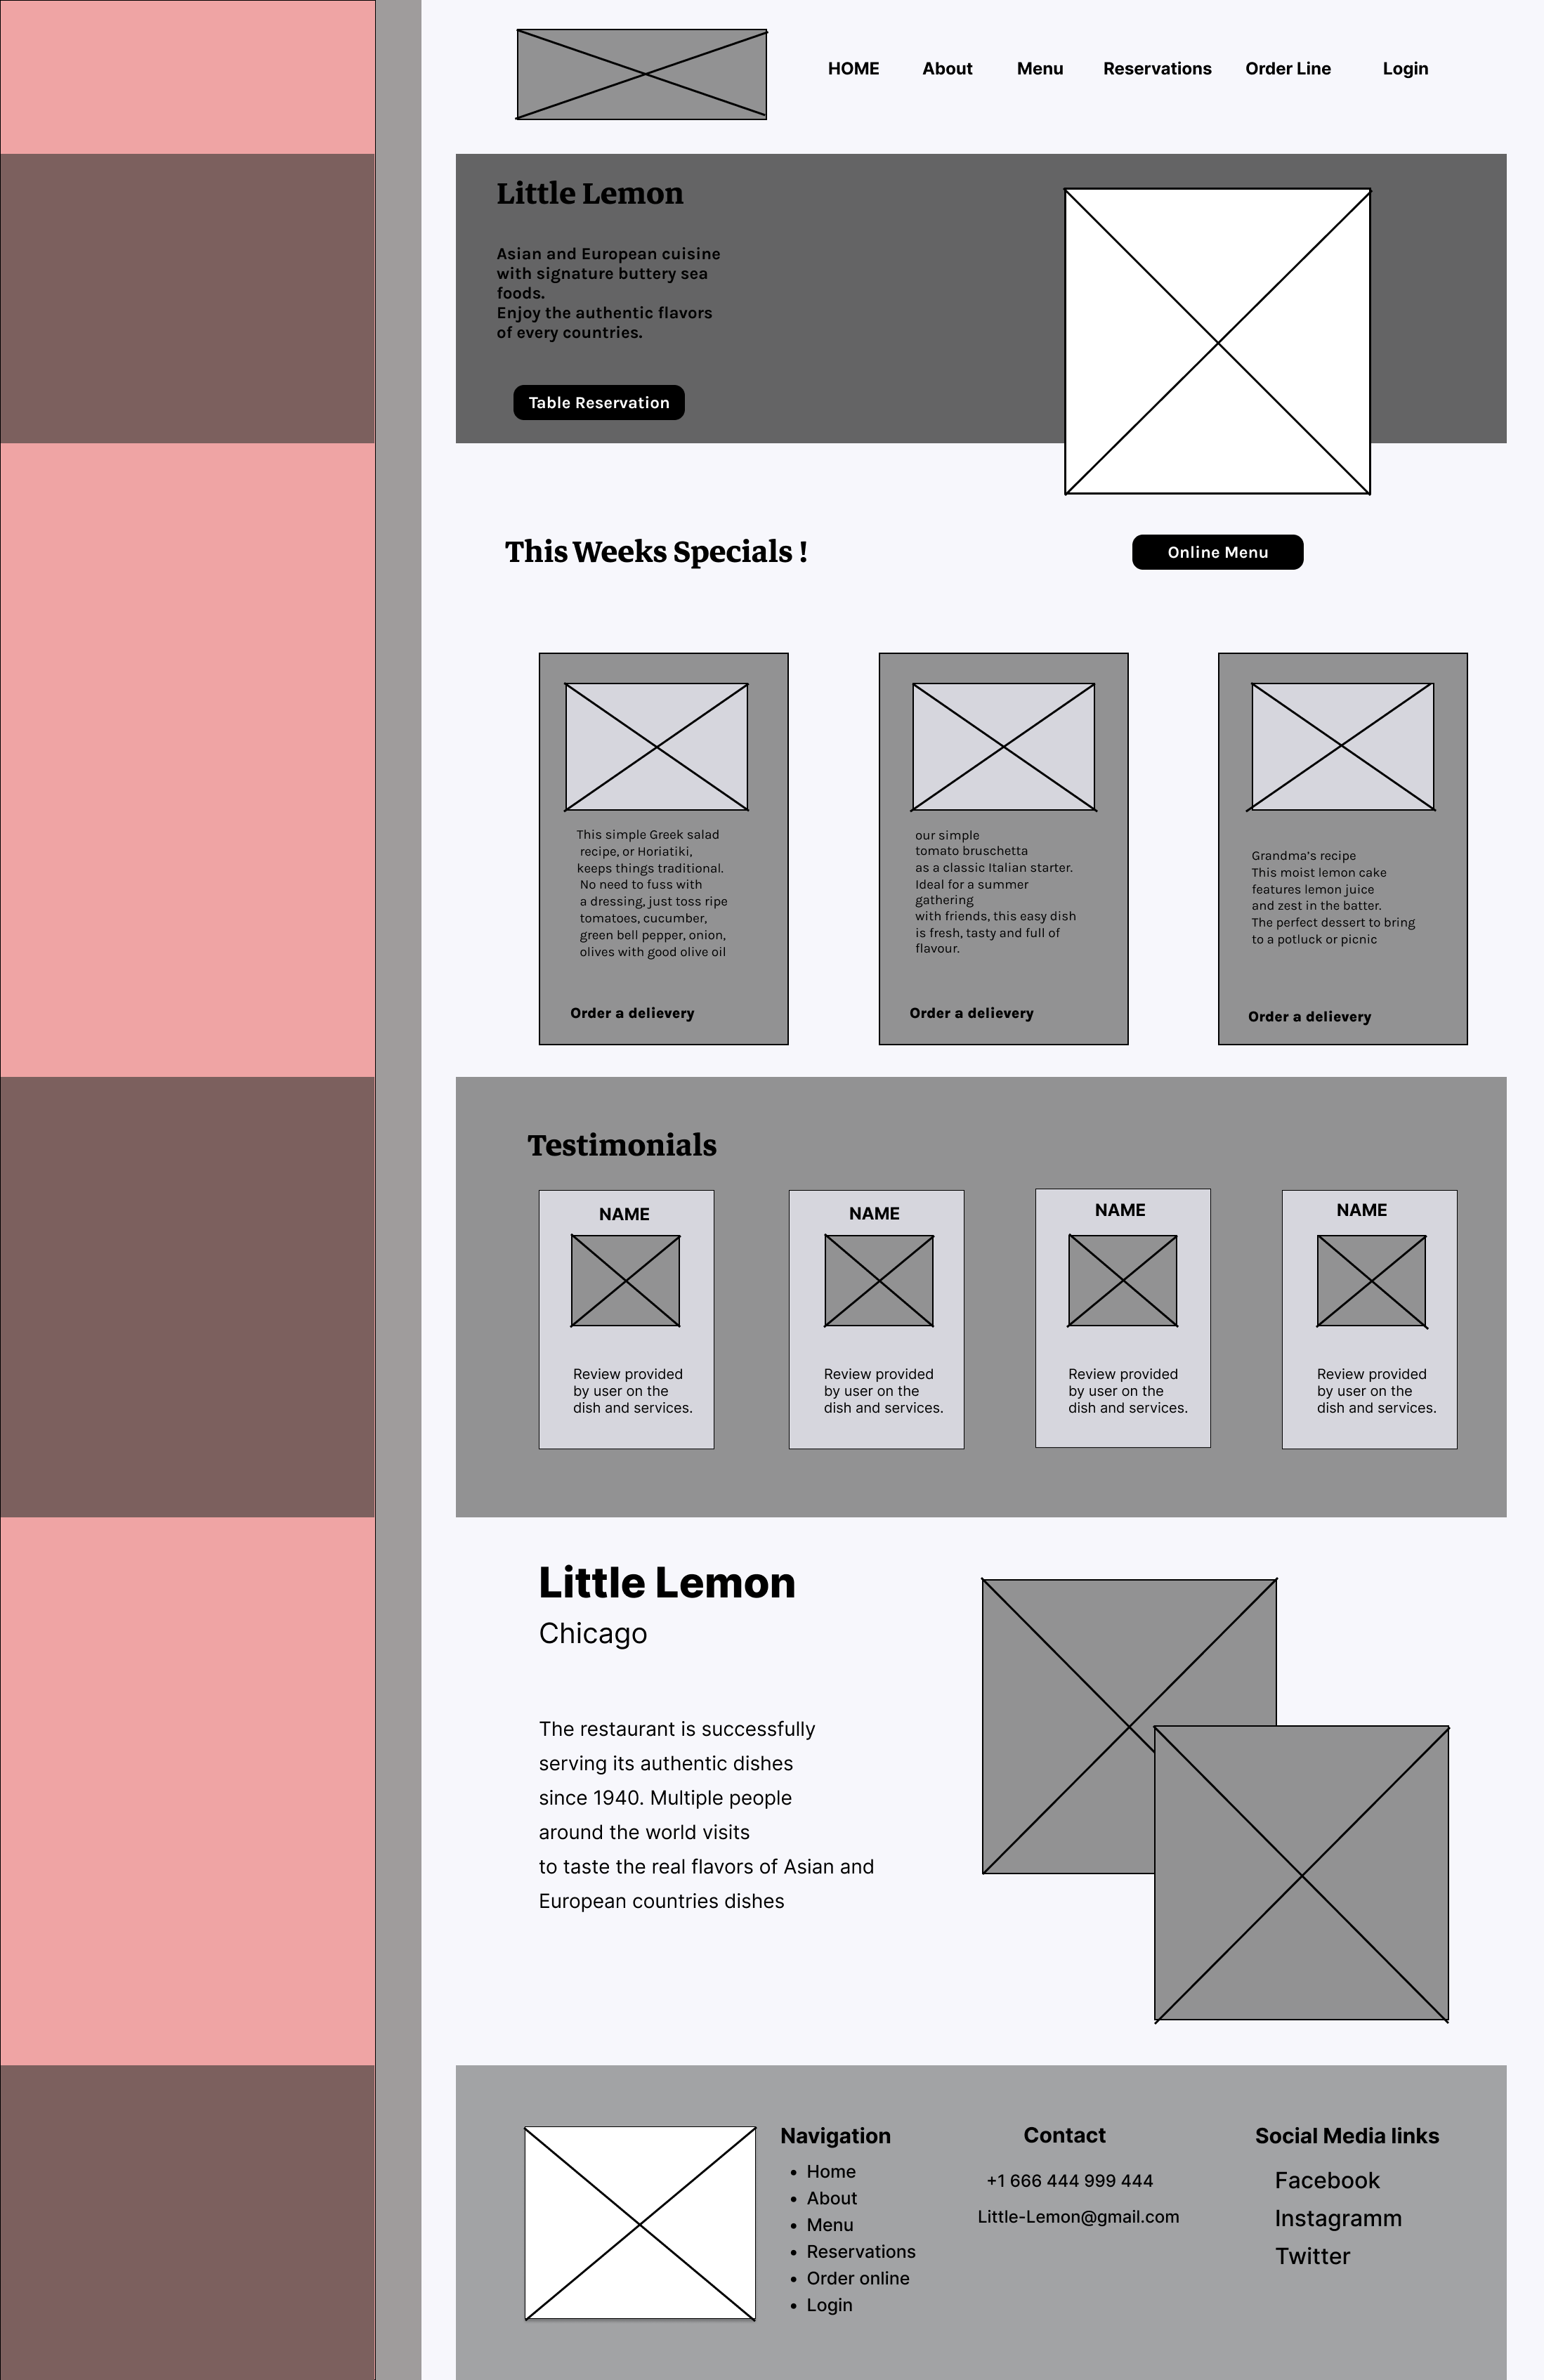 HOME About Menu Reservations Order Line Login
Little Lemon
Asian and European cuisine
with signature buttery sea
foods.
Enjoy the authentic flavors
of every countries.
Table Reservation
This Weeks Specials !
Online Menu
This simple Greek salad
recipe, or Horiatiki,
keeps things traditional.
No need to fuss with
a dressing, just toss ripe
tomatoes, cucumber,
green bell pepper, onion,
olives with good olive oil
Order a delievery
our simple
tomato bruschetta
as a classic Italian starter.
Ideal for a summer
gathering
with friends, this easy dish
is fresh, tasty and full of
flavour.
Order a delievery
Grandma's recipe
This moist lemon cake
features lemon juice
and zest in the batter.
The perfect dessert to bring
to a potluck or picnic
Order a delievery
Testimonials
NAME
Review provided
by user on the
dish and services.
NAME
Review provided
by user on the
dish and services.
NAME
Review provided
by user on the
dish and services.
NAME
Review provided
by user on the
dish and services.
Little Lemon
Chicago
The restaurant is successfully
serving its authentic dishes
since 1940. Multiple people
around the world visits
to taste the real flavors of Asian and
European countries dishes
Navigation
• Home
• About
• Menu
• Reservations
• Order online
• Login
Contact
+1 666 444 999 444
Little-Lemon@gmail.com
Social Media links
Facebook
Instagramm
Twitter